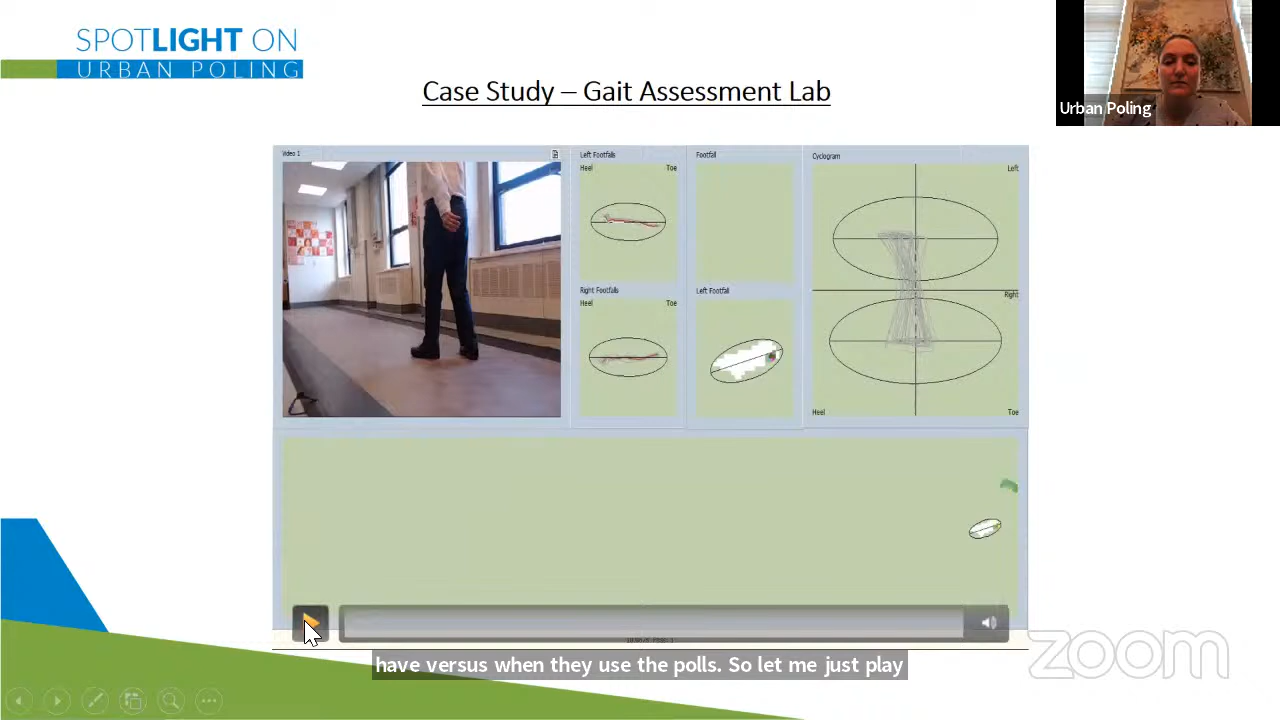 SPOTLIGHT ON
URBAN POLING
Case Study – Gait Assessment Lab
Urban Poling
Video 1
Left Footfalls
Heel
Toe
Footfall
Cyclogram
Left
Right Footfalls
Heel
Toe
Left Footfall
Right
Heel
Toe
have versus when they use the polls. So let me just play
zoom